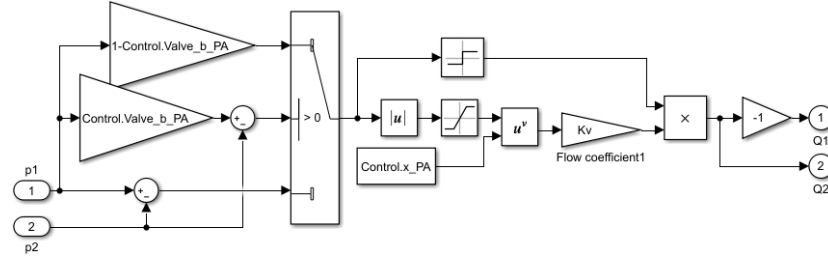 1-Control.Valve_b_PA
Control.Valve_b_PA
+
−
> 0
|u|
u^v
Kv
×
-1
1
Q1
Control.x_PA
Flow coefficient1
2
Q2
p1
1
+
−
2
p2